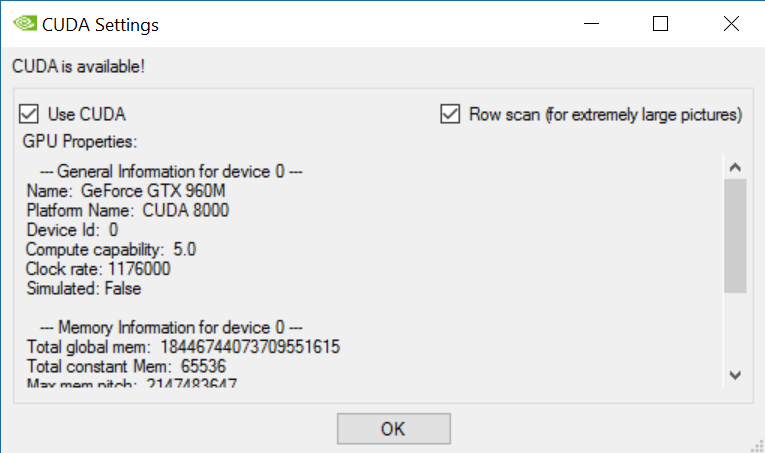 CUDA Settings
CUDA is available!
Use CUDA
Row scan (for extremely large pictures)
GPU Properties:
--- General Information for device 0 ---
Name: GeForce GTX 960M
Platform Name: CUDA 8000
Device Id: 0
Compute capability: 5.0
Clock rate: 1176000
Simulated: False
--- Memory Information for device 0 ---
Total global mem: 18446744073709551615
Total constant Mem: 65536
Max mem pitch: 2147483647
OK